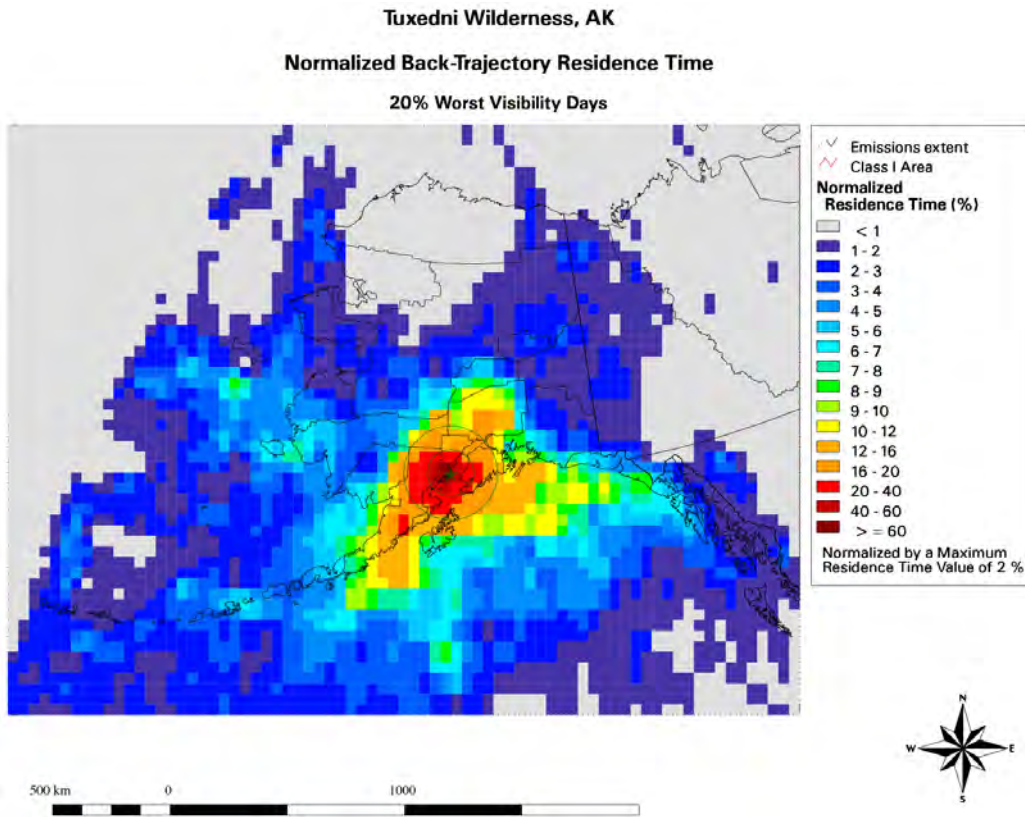 Tuxedni Wilderness, AK
Normalized Back-Trajectory Residence Time
20% Worst Visibility Days
Emissions extent
Class I Area
Normalized
Residence Time (%)
< 1
1 - 2
2 - 3
3 - 4
4 - 5
5 - 6
6 - 7
7 - 8
8 - 9
9 - 10
10 - 12
12 - 16
16 - 20
20 - 40
40 - 60
> = 60
Normalized by a Maximum
Residence Time Value of 2 %
N
W E
S
500 km 0 1000